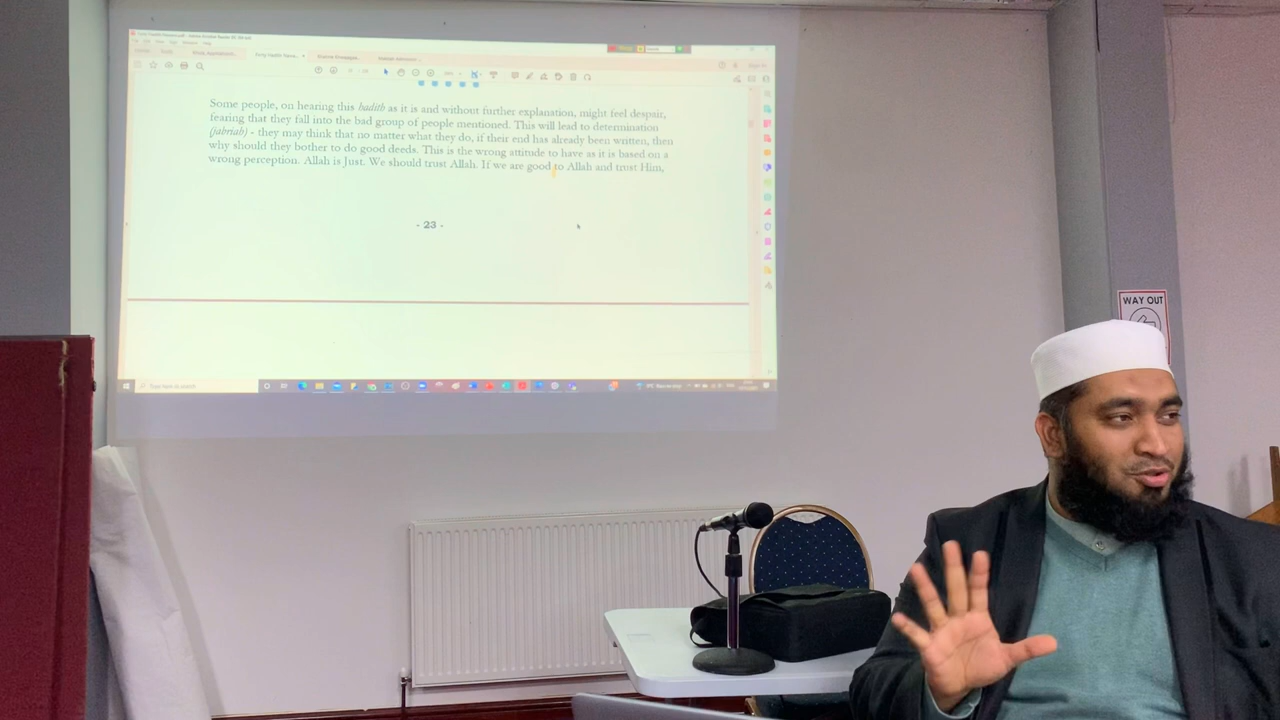 Some people, on hearing this hadith as it is and without further explanation, might feel despair,
fearing that they fall into the bad group of people mentioned. This will lead to determination
(jabriah) - they may think that no matter what they do, if their end has already been written, then
why should they bother to do good deeds. This is the wrong attitude to have as it is based on a
wrong perception. Allah is Just. We should trust Allah. If we are good to Allah and trust Him,
- 23 -
Type here to search
WAY OUT